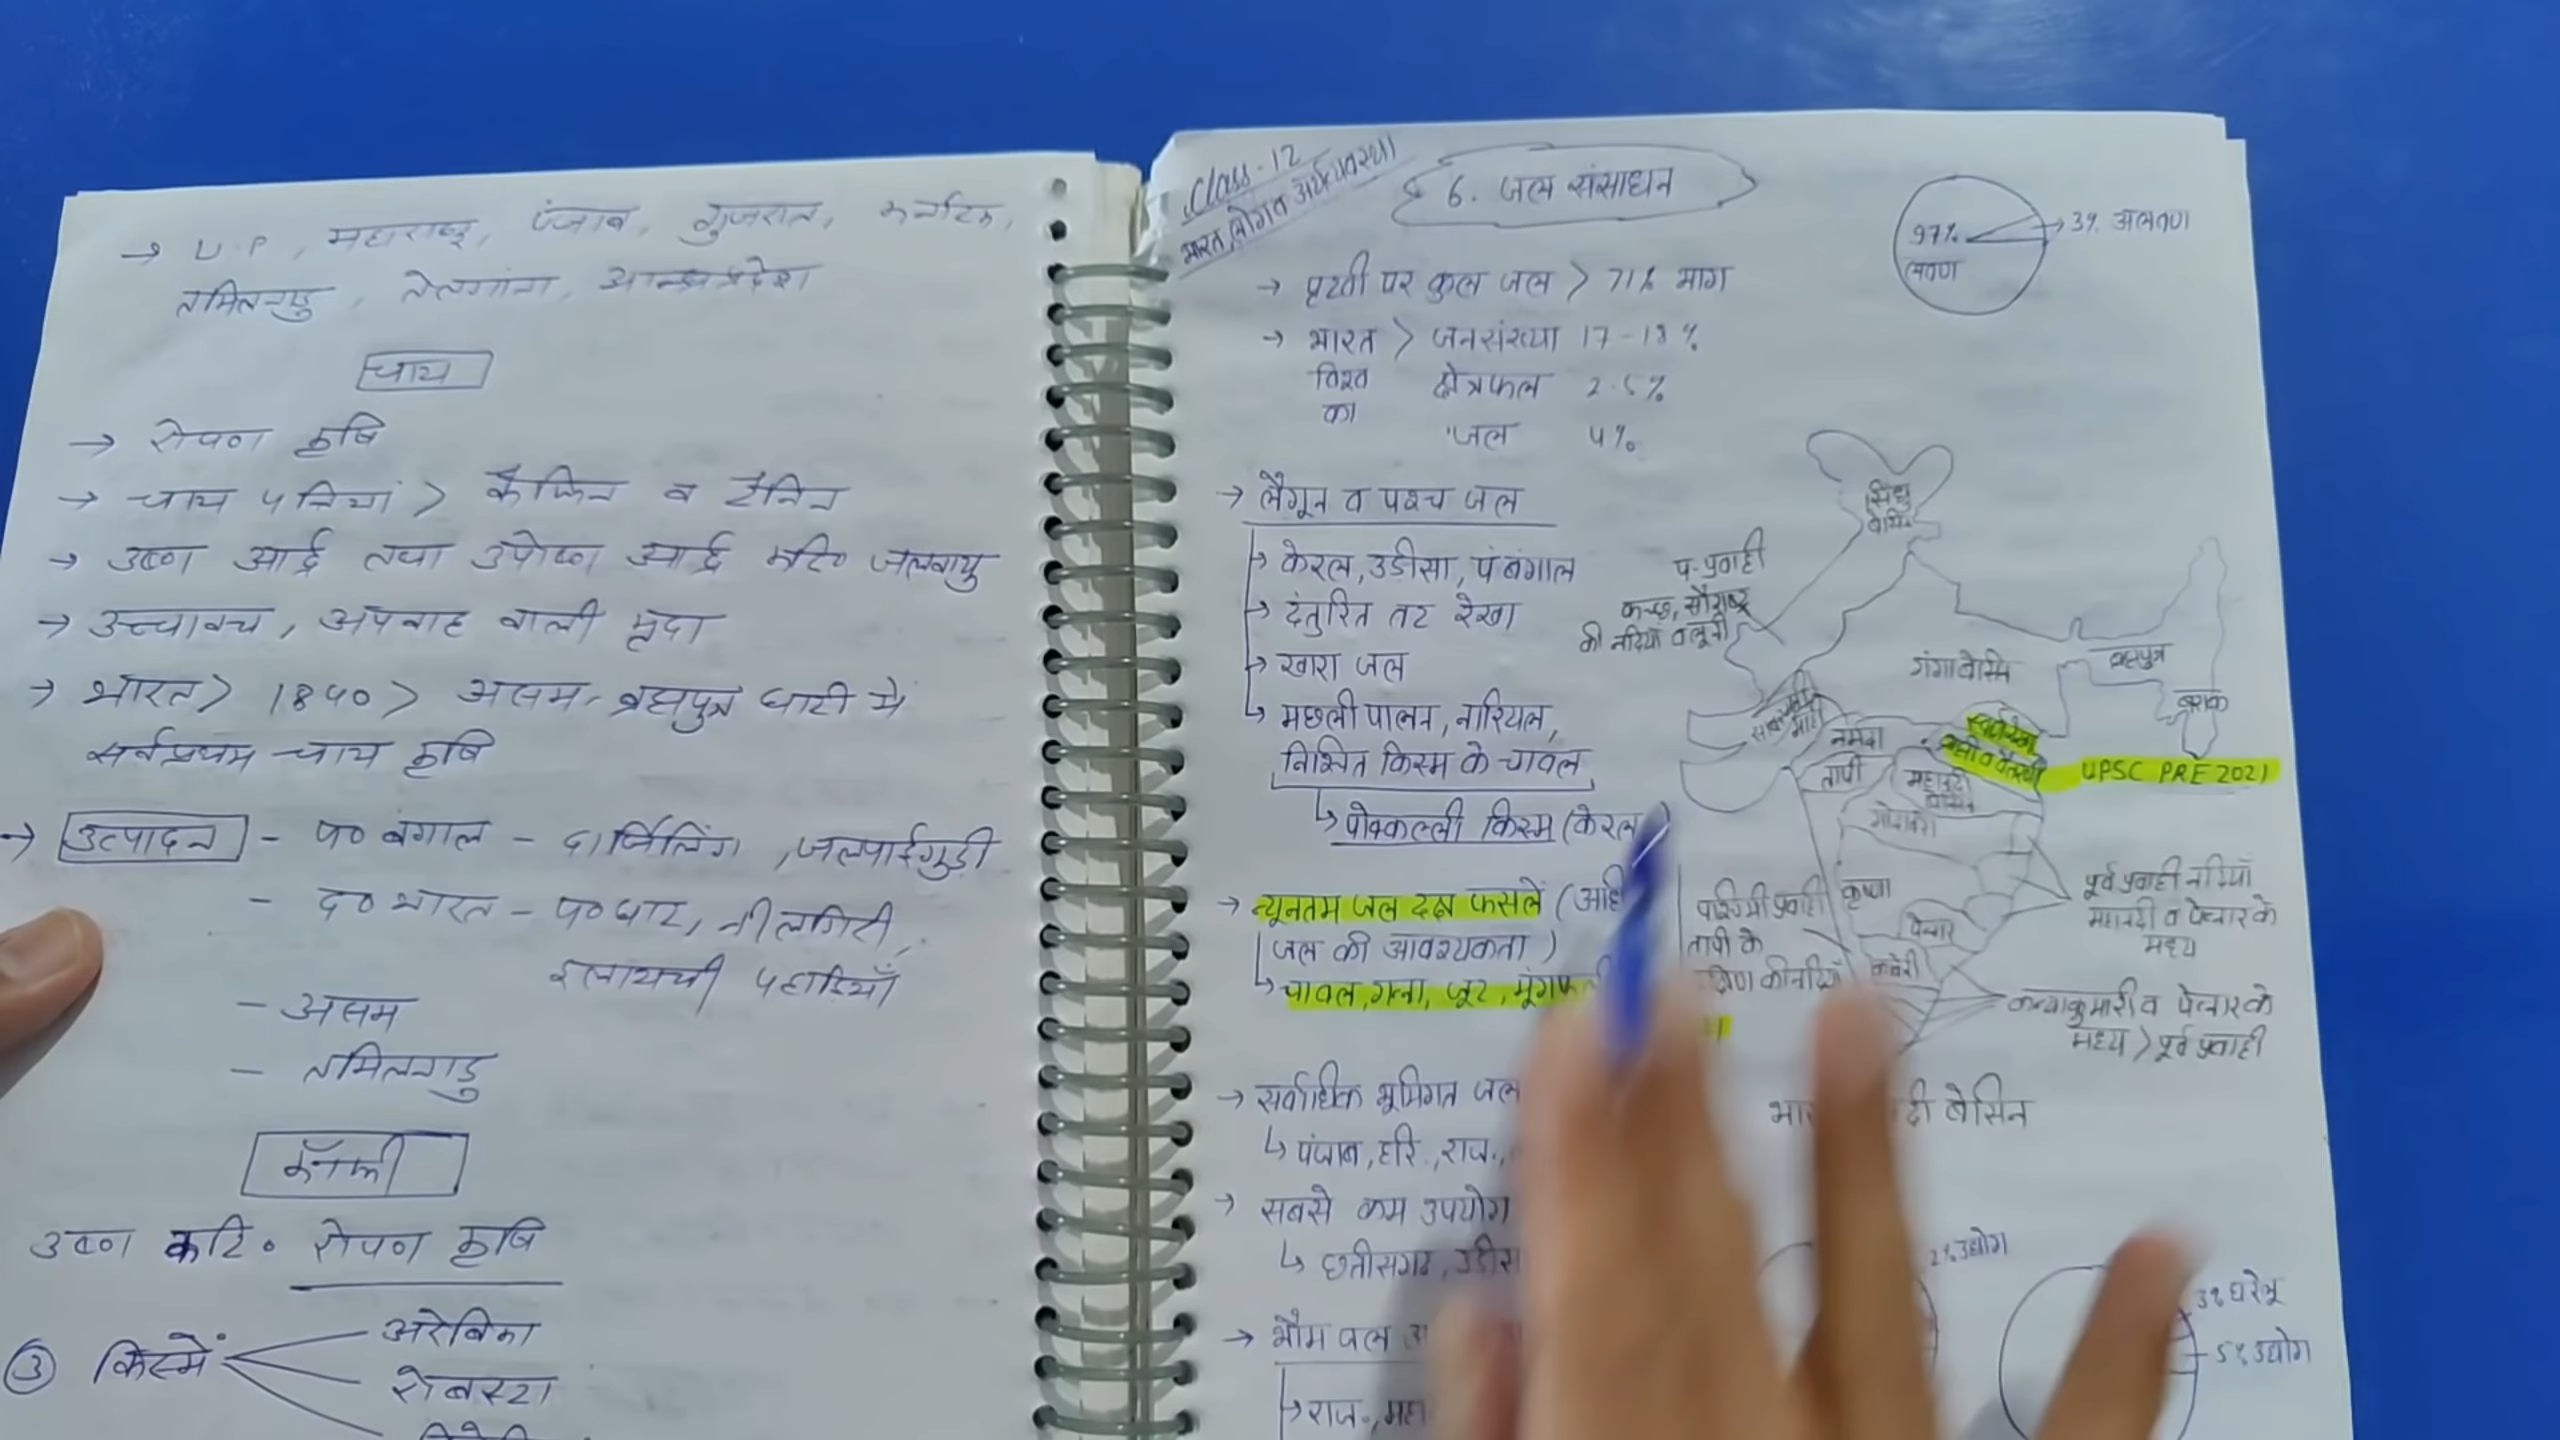 → U.P, महाराष्ट्र, पंजाब, गुजरात, कर्नाटक,
तमिलनाडु, तेलगांना, आन्ध्रप्रदेश
चाय
→ रोपण कृषि
→ चाय पत्तियां > कैफिन व टैनिन
→ उष्ण आर्द्र तथा उपोष्ण आर्द्र कटि० जलवायु
→ उच्चावच, अपवाह वाली मृदा
→ भारत > 1840 > असम, ब्रह्मपुत्र घाटी में
सर्वप्रथम चाय कृषि
→ उत्पादन - प० बंगाल - दार्जिलिंग, जलपाईगुड़ी
- द० भारत - प० घाट, नीलगिरी,
इलायची पहाड़ियाँ
- असम
- तमिलनाडु
कॉफी
उष्ण कटि० रोपण कृषि
③ किस्में
अरेबिका
रोबस्टा
Class-12
भारत लोग व अर्थव्यवस्था
6. जल संसाधन
97% लवण
→ 3% अलवण
→ पृथ्वी पर कुल जल > 71% भाग
→ भारत > जनसंख्या 17-18%
विश्व का
क्षेत्रफल 2.5%
जल 4%
→ लैगून व पश्च जल
→ केरल, उडीसा, पं बंगाल
→ दंतुरित तट रेखा
→ खारा जल
→ मछली पालन, नारियल,
निश्चित किस्म के चावल
↳ पोक्कल्ली किस्म (केरल)
→ न्यूनतम जल दक्ष फसलें
जल की आवश्यकता)
→ चावल, गन्ना, जूट,
→ सर्वाधिक भूमिगत जल
↳ पंजाब, हरि., राज.,
→ सबसे कम उपयोग
↳ छत्तीसगढ,
→ भौम जल
→ राज.,
सिंधु बेसिन
प. प्रवाही
कच्छ, सौराष्ट्र
की नदियाँ व लूनी
गंगा बेसिन
ब्रह्मपुत्र
बराक
साबरमती
माही
नर्मदा
तापी
स्वर्णरेखा
UPSC PRE 2021
महानदी बेसिन
गोदावरी
कृष्णा
पेन्नार
कावेरी
पश्चिमी प्रवाही
तापी के
की नदियाँ
पूर्व प्रवाही नदियाँ
महानदी व पेन्नार के
मध्य
कन्याकुमारी व पेन्नार के
मध्य > पूर्व प्रवाही
बेसिन
2% उद्योग
3% घरेलू
5% उद्योग